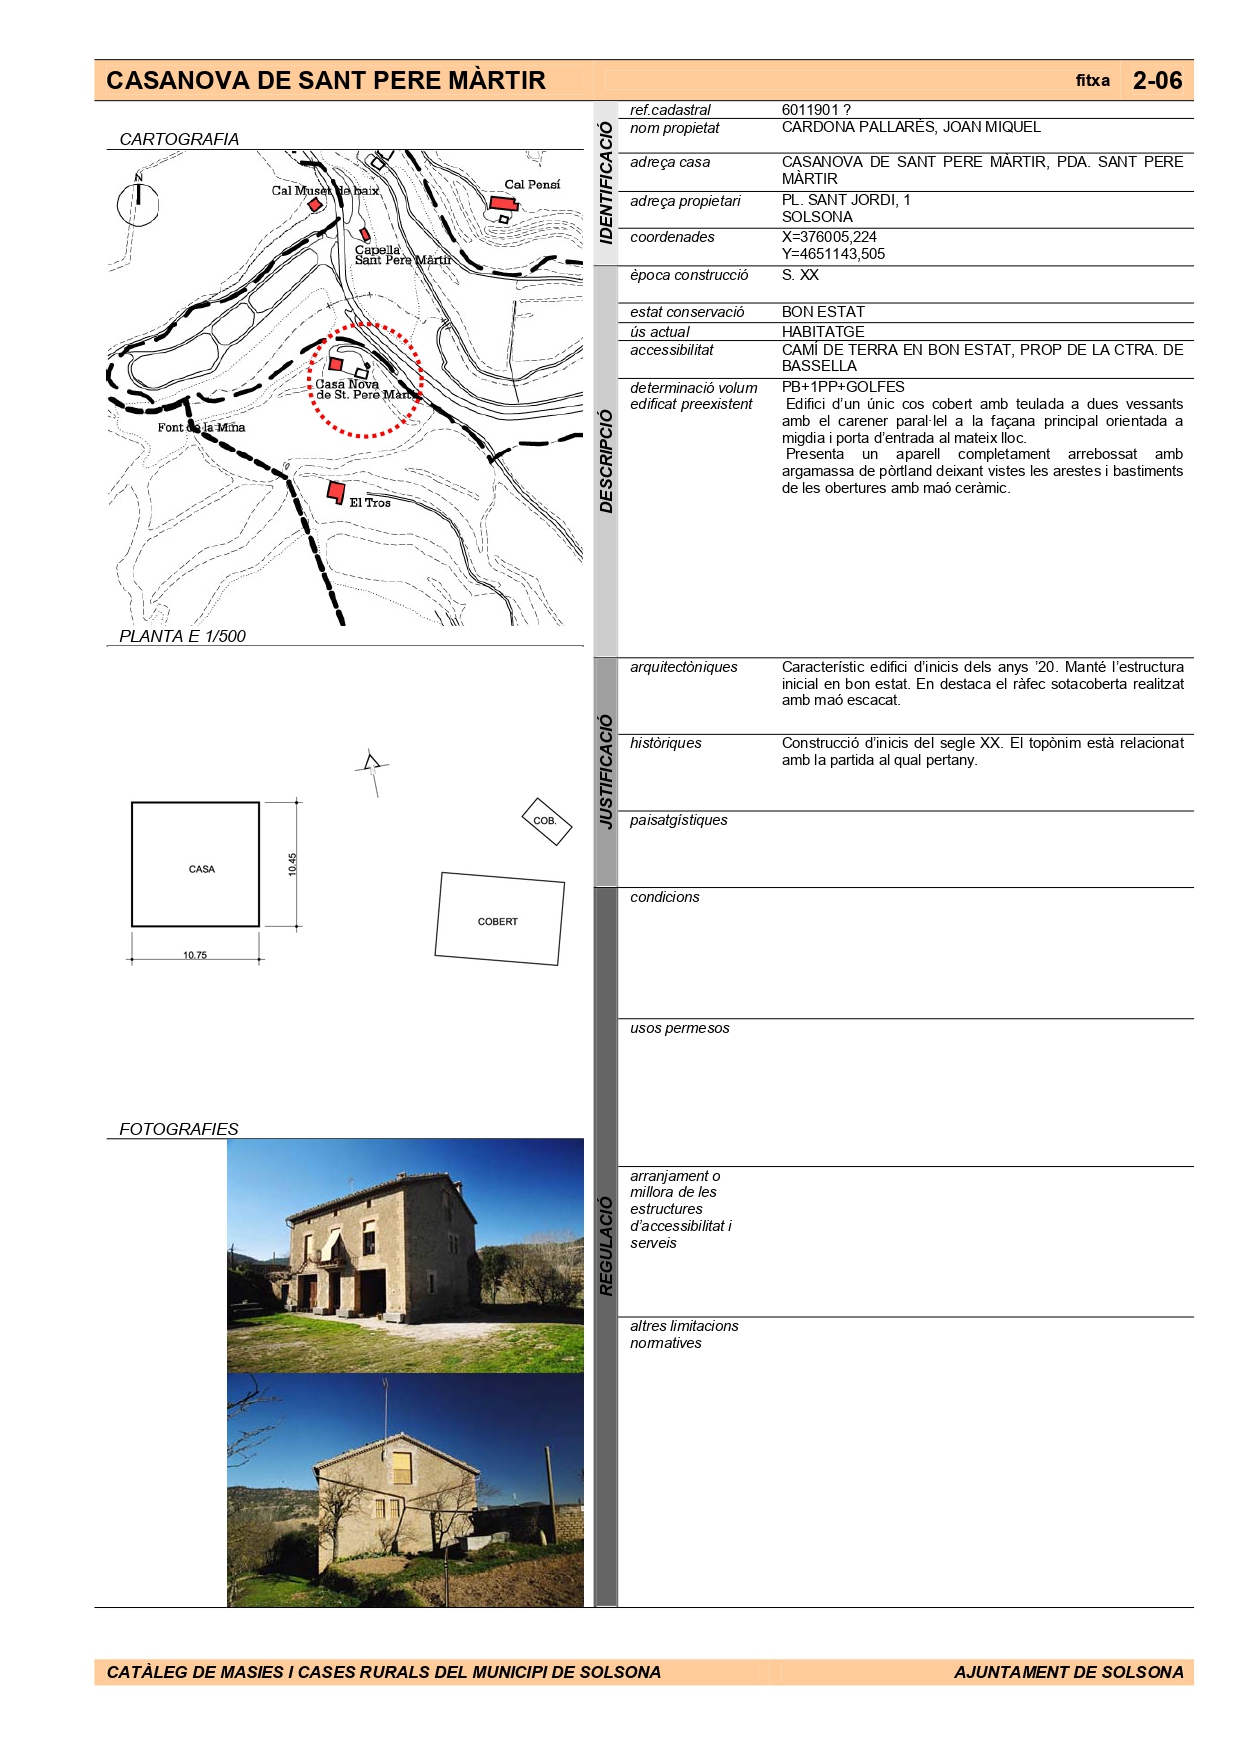 CASANOVA DE SANT PERE MÀRTIR
fitxa 2-06
CARTOGRAFIA
N
Cal Muset de baix
Cal Pensí
Capella
Sant Pere Màrtir
Casa Nova
de St. Pere Màrtir
Font de la Mina
El Tros
PLANTA E 1/500
CASA
10.45
10.75
COB.
COBERT
FOTOGRAFIES
IDENTIFICACIÓ
ref.cadastral 6011901 ?
nom propietat CARDONA PALLARÉS, JOAN MIQUEL
adreça casa CASANOVA DE SANT PERE MÀRTIR, PDA. SANT PERE
MÀRTIR
adreça propietari PL. SANT JORDI, 1
SOLSONA
coordenades X=376005,224
Y=4651143,505
DESCRIPCIÓ
època construcció S. XX
estat conservació BON ESTAT
ús actual HABITATGE
accessibilitat CAMÍ DE TERRA EN BON ESTAT, PROP DE LA CTRA. DE
BASSELLA
determinació volum PB+1PP+GOLFES
edificat preexistent Edifici d’un únic cos cobert amb teulada a dues vessants
amb el carener paral·lel a la façana principal orientada a
migdia i porta d’entrada al mateix lloc.
Presenta un aparell completament arrebossat amb
argamassa de pòrtland deixant vistes les arestes i bastiments
de les obertures amb maó ceràmic.
JUSTIFICACIÓ
arquitectòniques Característic edifici d’inicis dels anys ’20. Manté l’estructura
inicial en bon estat. En destaca el ràfec sotacoberta realitzat
amb maó escacat.
històriques Construcció d’inicis del segle XX. El topònim està relacionat
amb la partida al qual pertany.
paisatgístiques
REGULACIÓ
condicions
usos permesos
arranjament o
millora de les
estructures
d’accessibilitat i
serveis
altres limitacions
normatives
CATÀLEG DE MASIES I CASES RURALS DEL MUNICIPI DE SOLSONA
AJUNTAMENT DE SOLSONA